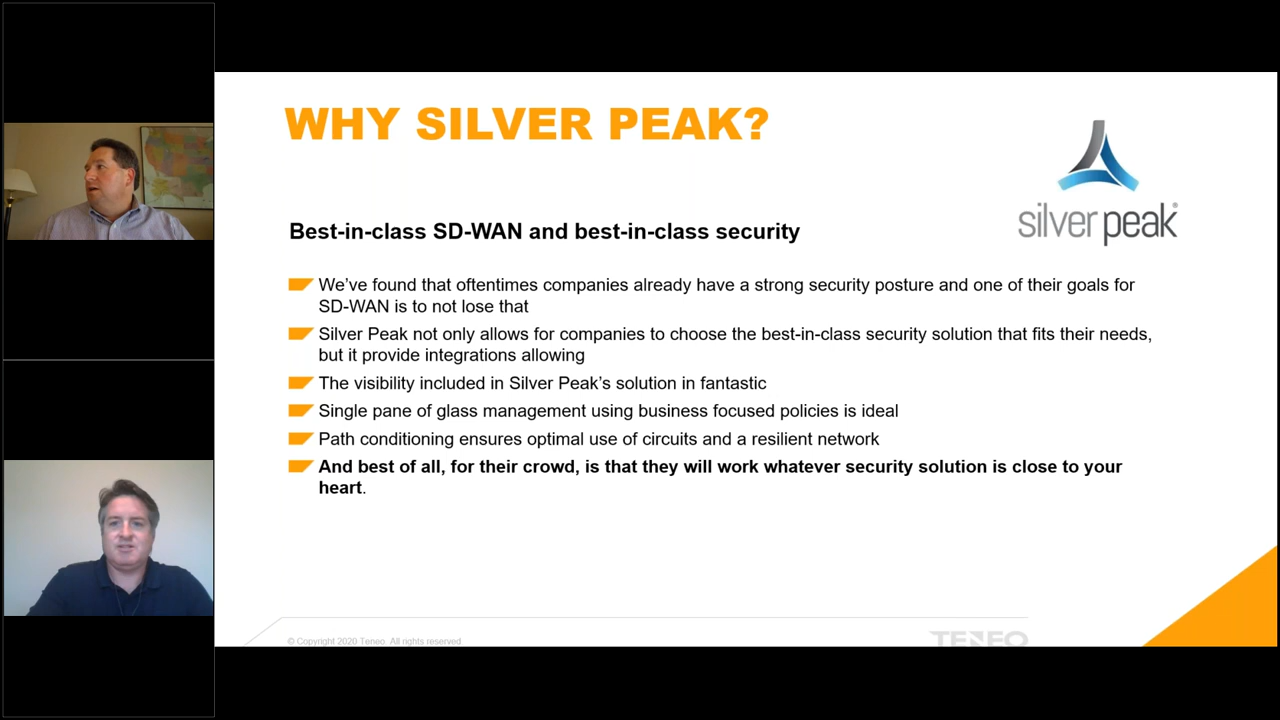 WHY SILVER PEAK?
silver peak
Best-in-class SD-WAN and best-in-class security
We've found that oftentimes companies already have a strong security posture and one of their goals for
SD-WAN is to not lose that
Silver Peak not only allows for companies to choose the best-in-class security solution that fits their needs,
but it provide integrations allowing
The visibility included in Silver Peak's solution in fantastic
Single pane of glass management using business focused policies is ideal
Path conditioning ensures optimal use of circuits and a resilient network
And best of all, for their crowd, is that they will work whatever security solution is close to your
heart.
© Copyright 2020 Teneo. All rights reserved.
TENEO